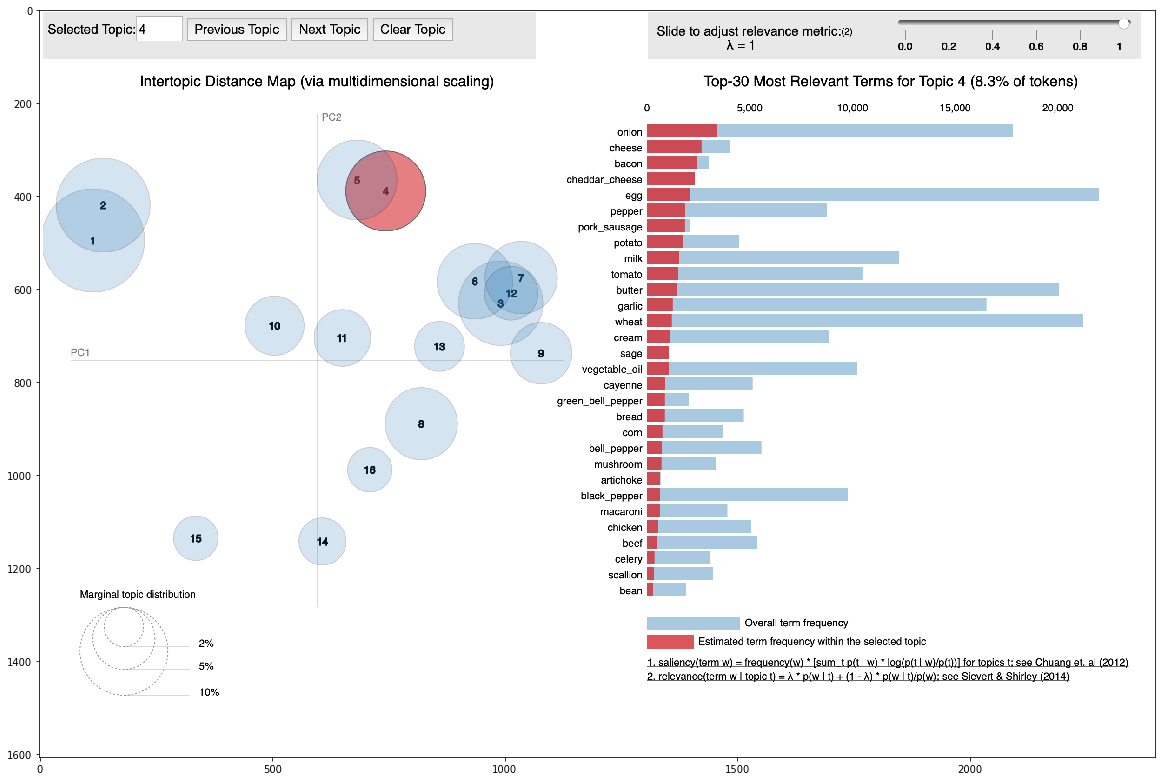 Selected Topic: 4 Previous Topic Next Topic Clear Topic
Slide to adjust relevance metric:(2)
λ = 1
0.0 0.2 0.4 0.6 0.8 1
Intertopic Distance Map (via multidimensional scaling)
PC2
PC1
5
4
2
1
6
7
12
3
10
11
13
9
8
16
15
14
Marginal topic distribution
2%
5%
10%
Top-30 Most Relevant Terms for Topic 4 (8.3% of tokens)
0 5,000 10,000 15,000 20,000
onion
cheese
bacon
cheddar_cheese
egg
pepper
pork_sausage
potato
milk
tomato
butter
garlic
wheat
cream
sage
vegetable_oil
cayenne
green_bell_pepper
bread
corn
bell_pepper
mushroom
artichoke
black_pepper
macaroni
chicken
beef
celery
scallion
bean
Overall term frequency
Estimated term frequency within the selected topic
1. saliency(term w) = frequency(w) * [sum_t p(t | w) * log(p(t | w)/p(t))] for topics t; see Chuang et. al (2012)
2. relevance(term w | topic t) = λ * p(w | t) + (1 - λ) * p(w | t)/p(w); see Sievert & Shirley (2014)
0
200
400
600
800
1000
1200
1400
1600
0 500 1000 1500 2000